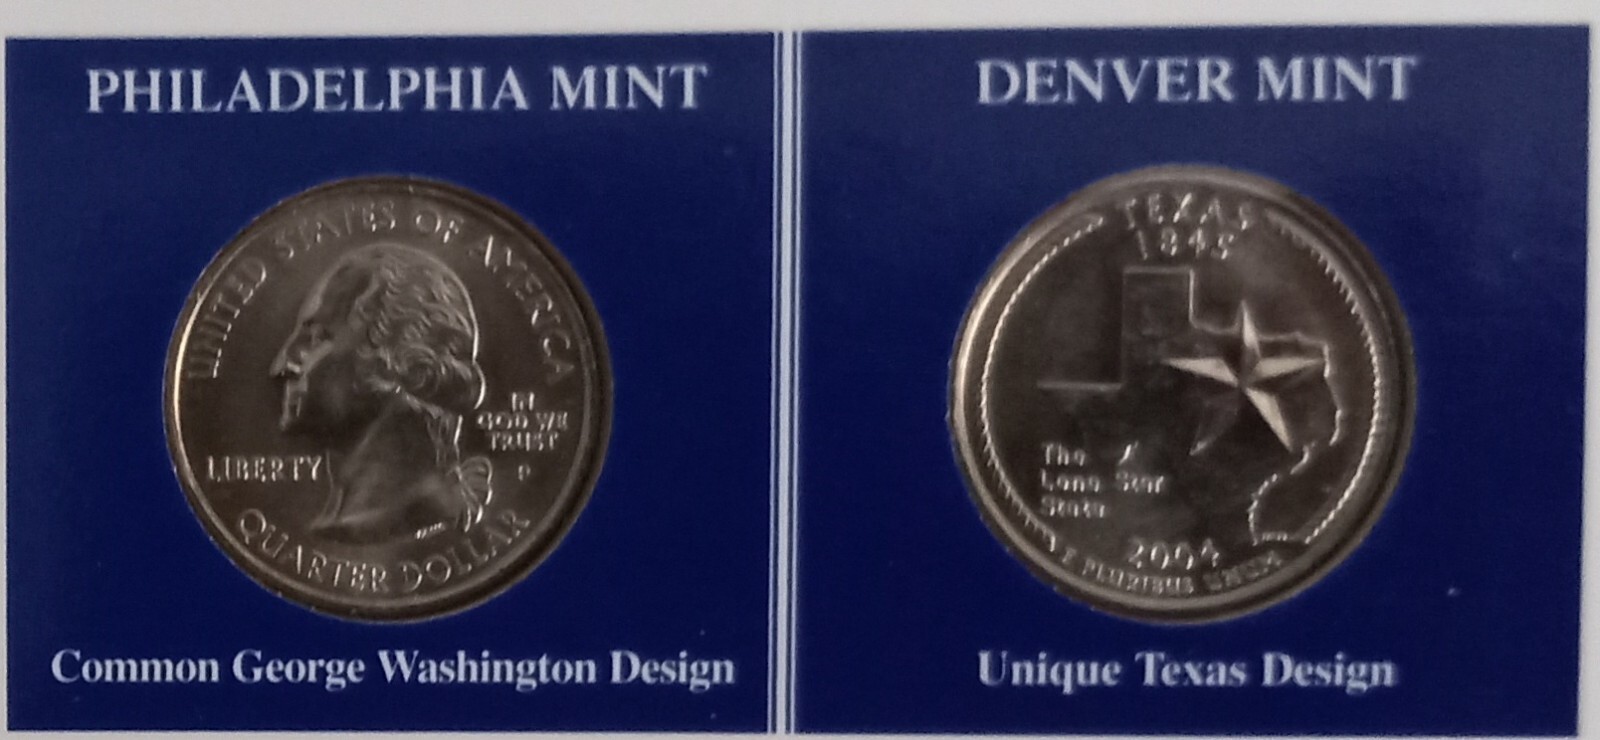 PHILADELPHIA MINT
UNITED STATES OF AMERICA
IN
GOD WE
TRUST
P
LIBERTY
QUARTER DOLLAR
Common George Washington Design
DENVER MINT
TEXAS
1845
The
Lone Star
State
2004
E PLURIBUS UNUM
Unique Texas Design